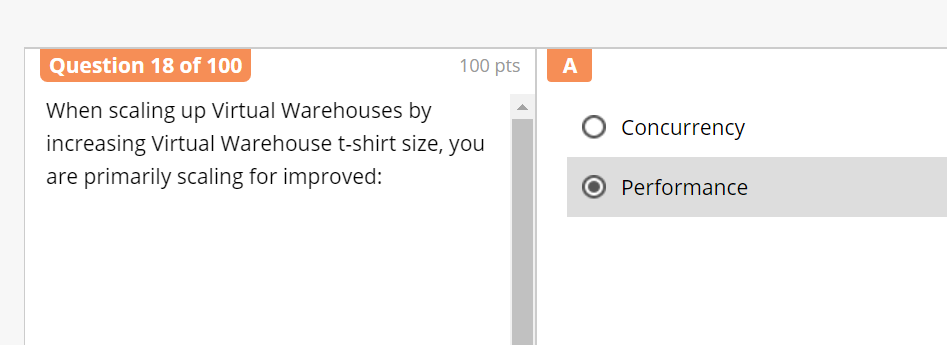 Question 18 of 100
100 pts
When scaling up Virtual Warehouses by
increasing Virtual Warehouse t-shirt size, you
are primarily scaling for improved:
A
Concurrency
Performance